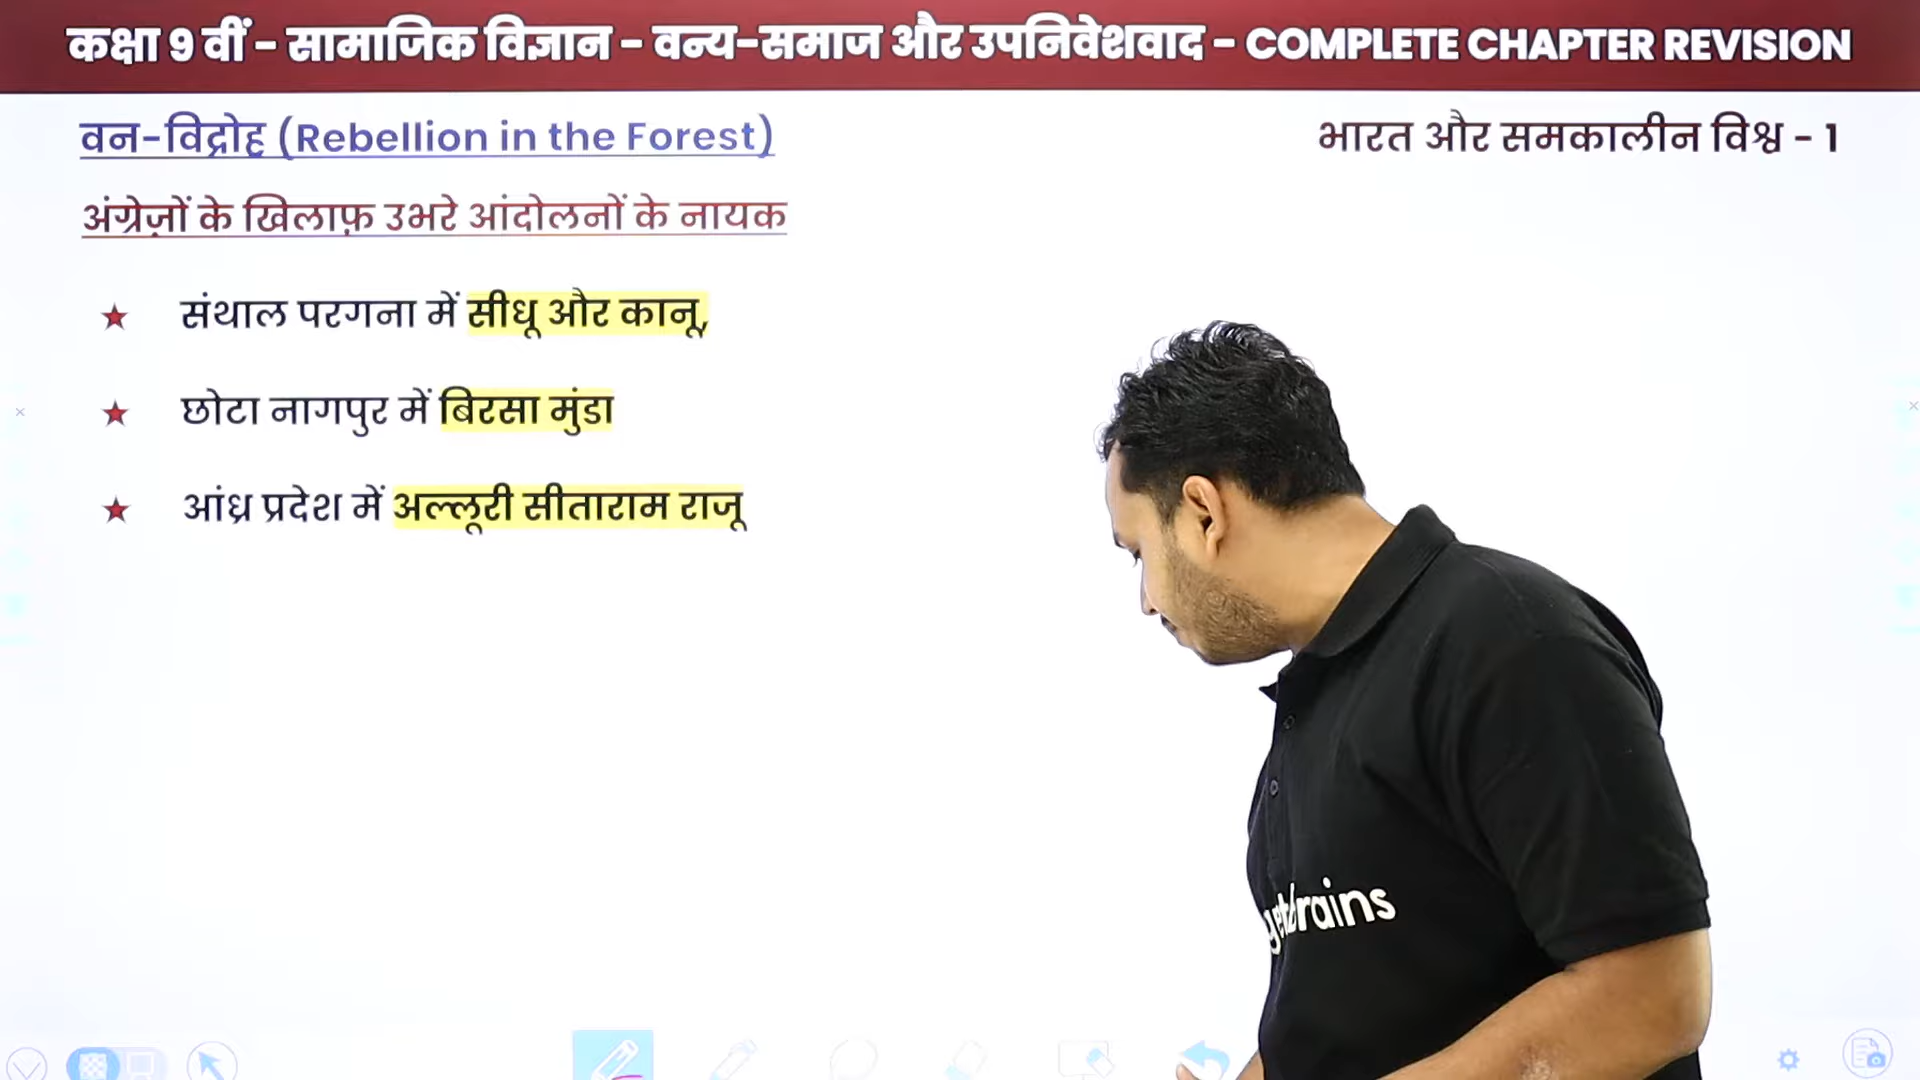 कक्षा 9 वीं - सामाजिक विज्ञान - वन्य-समाज और उपनिवेशवाद - COMPLETE CHAPTER REVISION
वन-विद्रोह (Rebellion in the Forest)
भारत और समकालीन विश्व - 1
अंग्रेज़ों के खिलाफ़ उभरे आंदोलनों के नायक
★ संथाल परगना में सीधू और कानू,
★ छोटा नागपुर में बिरसा मुंडा
★ आंध्र प्रदेश में अल्लूरी सीताराम राजू